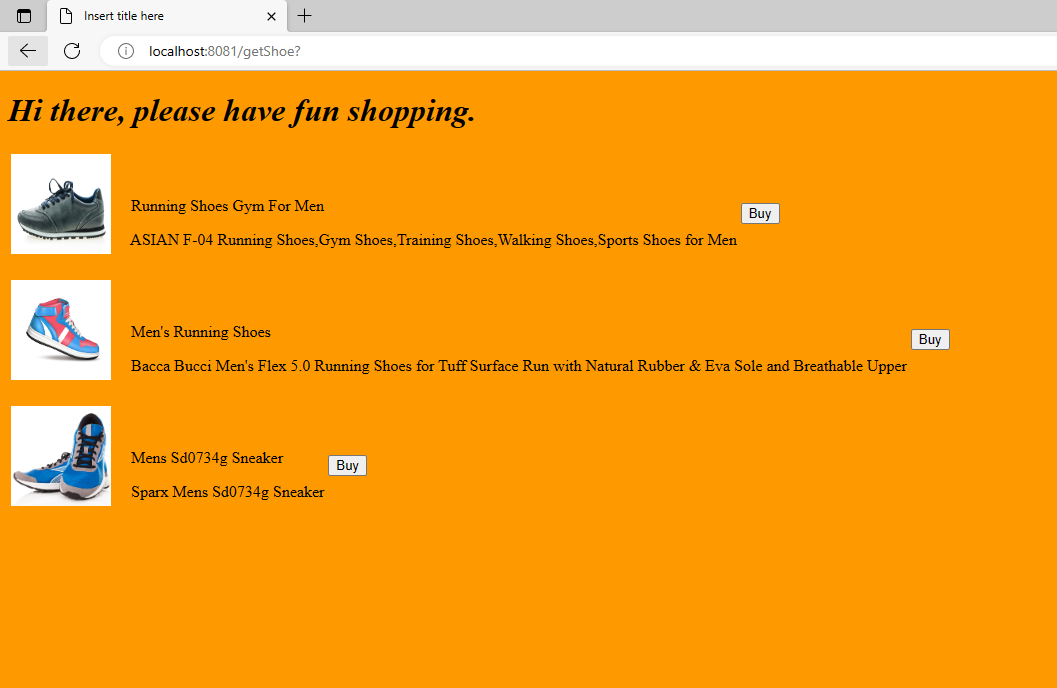 Insert title here
localhost:8081/getShoe?
Hi there, please have fun shopping.
Running Shoes Gym For Men
Buy
ASIAN F-04 Running Shoes,Gym Shoes,Training Shoes,Walking Shoes,Sports Shoes for Men
Men's Running Shoes
Buy
Bacca Bucci Men's Flex 5.0 Running Shoes for Tuff Surface Run with Natural Rubber & Eva Sole and Breathable Upper
Mens Sd0734g Sneaker
Buy
Sparx Mens Sd0734g Sneaker